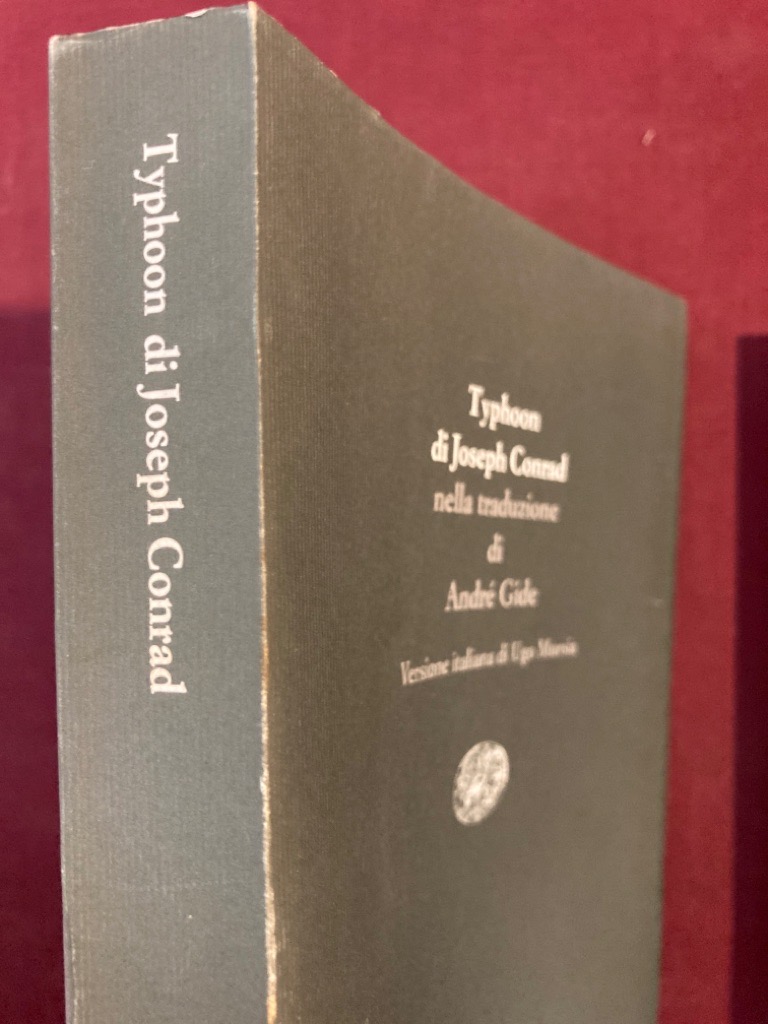 Typhoon di Joseph Conrad
Typhoon
di Joseph Conrad
nella traduzione
di
André Gide
Versione italiana di Ugo Mursia